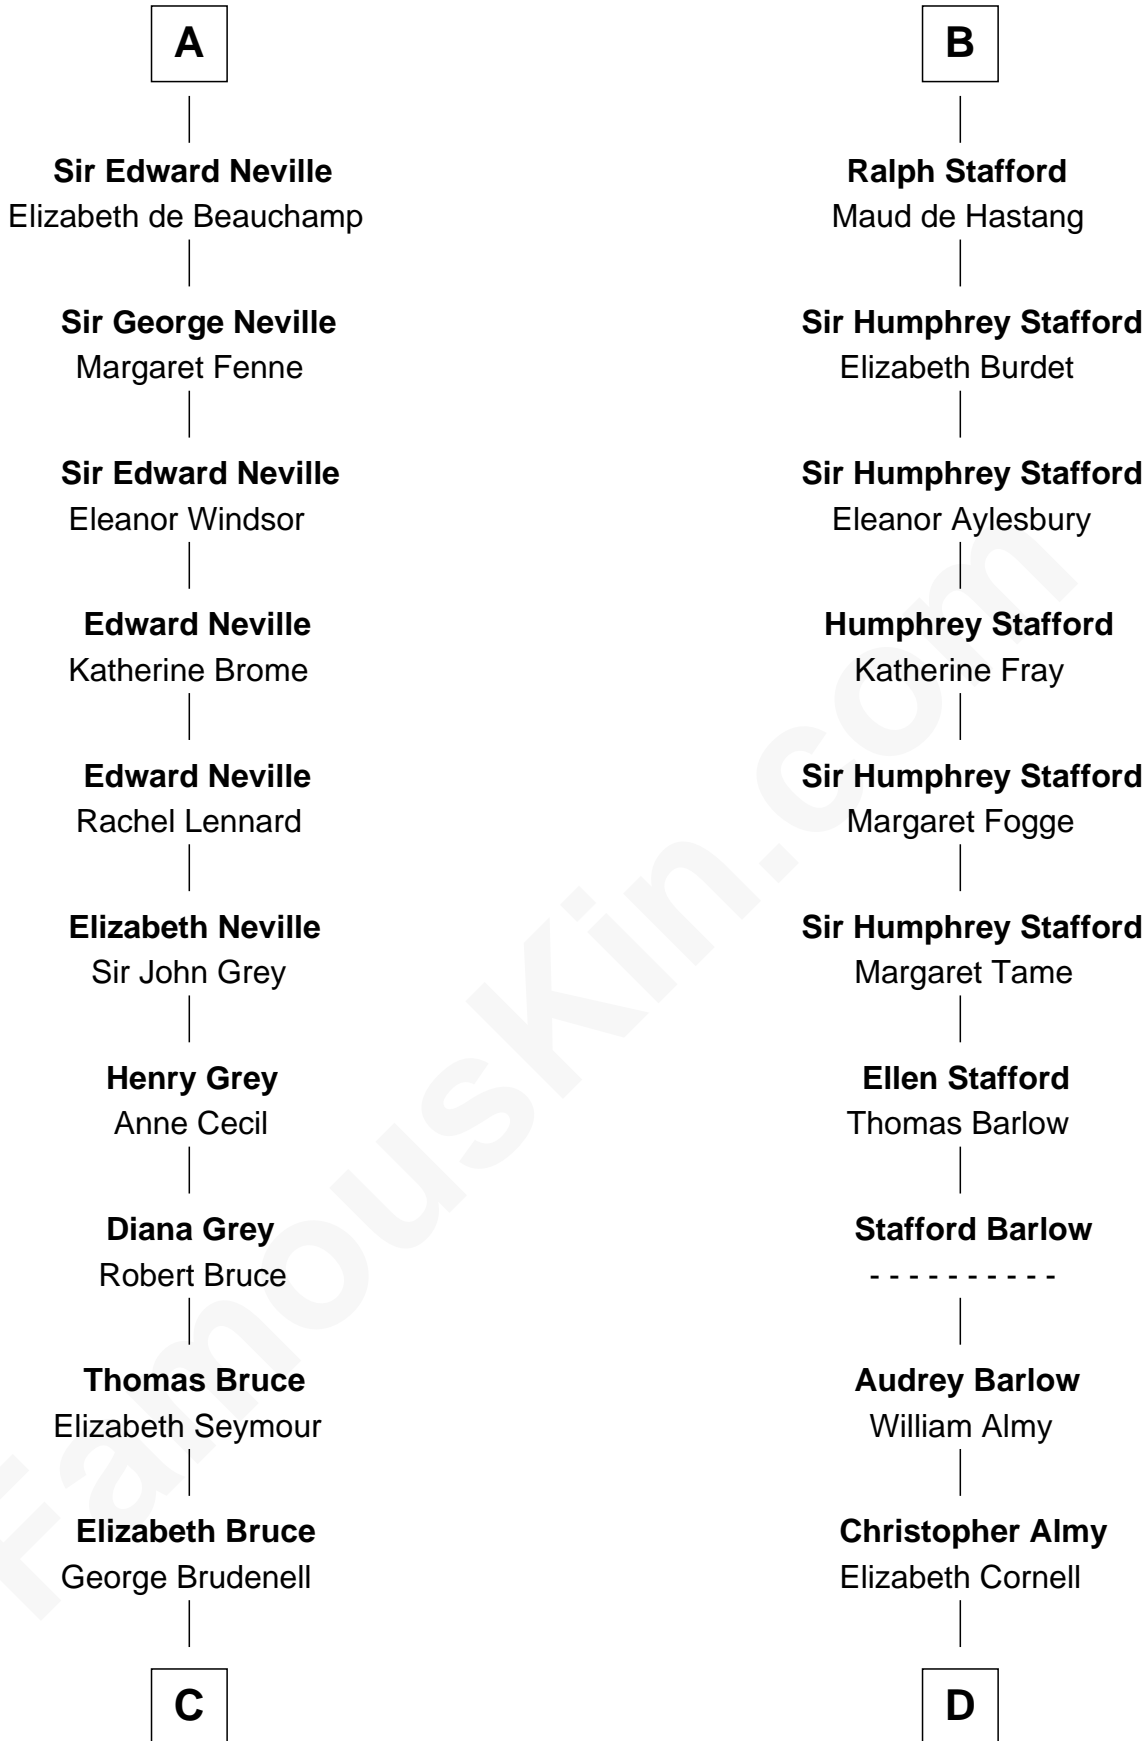 A
Sir Edward Neville
Elizabeth de Beauchamp
Sir George Neville
Margaret Fenne
Sir Edward Neville
Eleanor Windsor
Edward Neville
Katherine Brome
Edward Neville
Rachel Lennard
Elizabeth Neville
Sir John Grey
Henry Grey
Anne Cecil
Diana Grey
Robert Bruce
Thomas Bruce
Elizabeth Seymour
Elizabeth Bruce
George Brudenell
C
B
Ralph Stafford
Maud de Hastang
Sir Humphrey Stafford
Elizabeth Burdet
Sir Humphrey Stafford
Eleanor Aylesbury
Humphrey Stafford
Katherine Fray
Sir Humphrey Stafford
Margaret Fogge
Sir Humphrey Stafford
Margaret Tame
Ellen Stafford
Thomas Barlow
Stafford Barlow
- - - - - - - - - -
Audrey Barlow
William Almy
Christopher Almy
Elizabeth Cornell
D
FamousKin.com